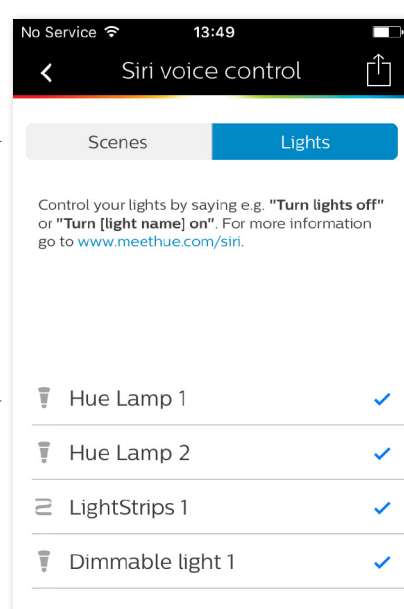 No Service 13:49
Siri voice control
Scenes Lights
Control your lights by saying e.g. "Turn lights off"
or "Turn [light name] on". For more information
go to www.meethue.com/siri.
Hue Lamp 1
Hue Lamp 2
LightStrips 1
Dimmable light 1